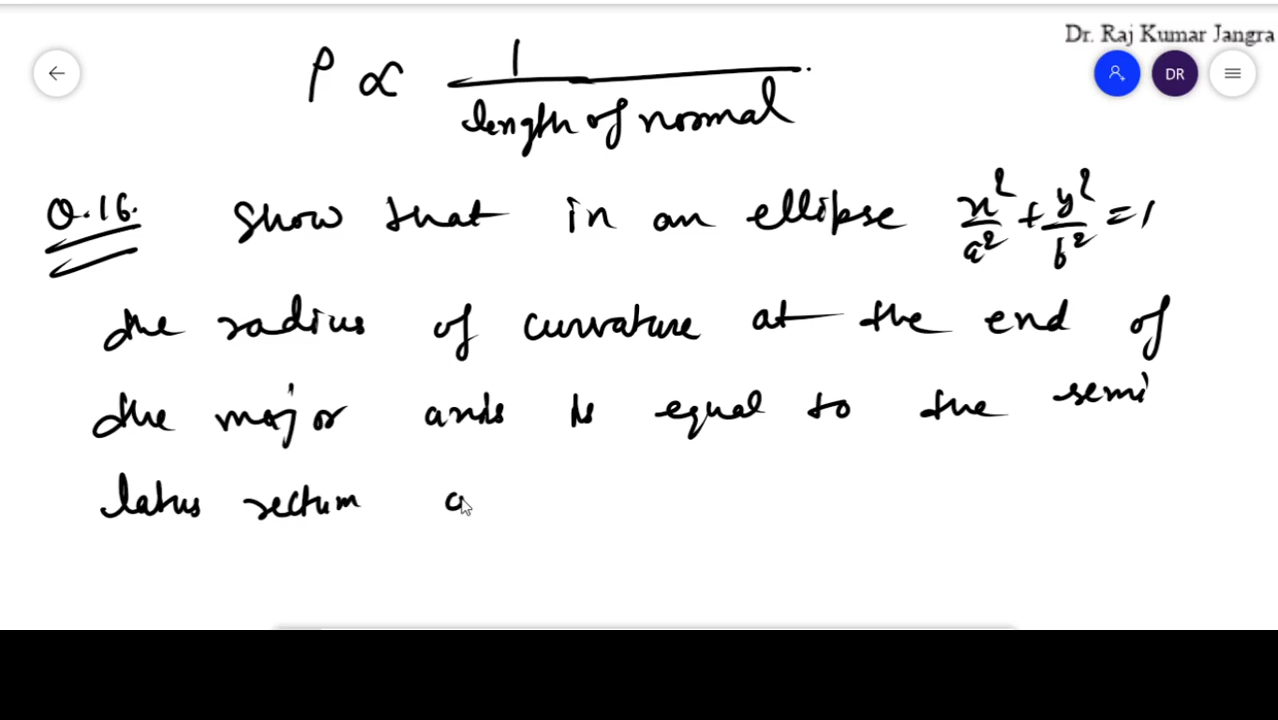 Dr. Raj Kumar Jangra
DR
ρ ∝ 1 / length of normal
Q.16. Show that in an ellipse x²/a² + y²/b² = 1
the radius of curvature at the end of
the major axis is equal to the semi
latus rectum